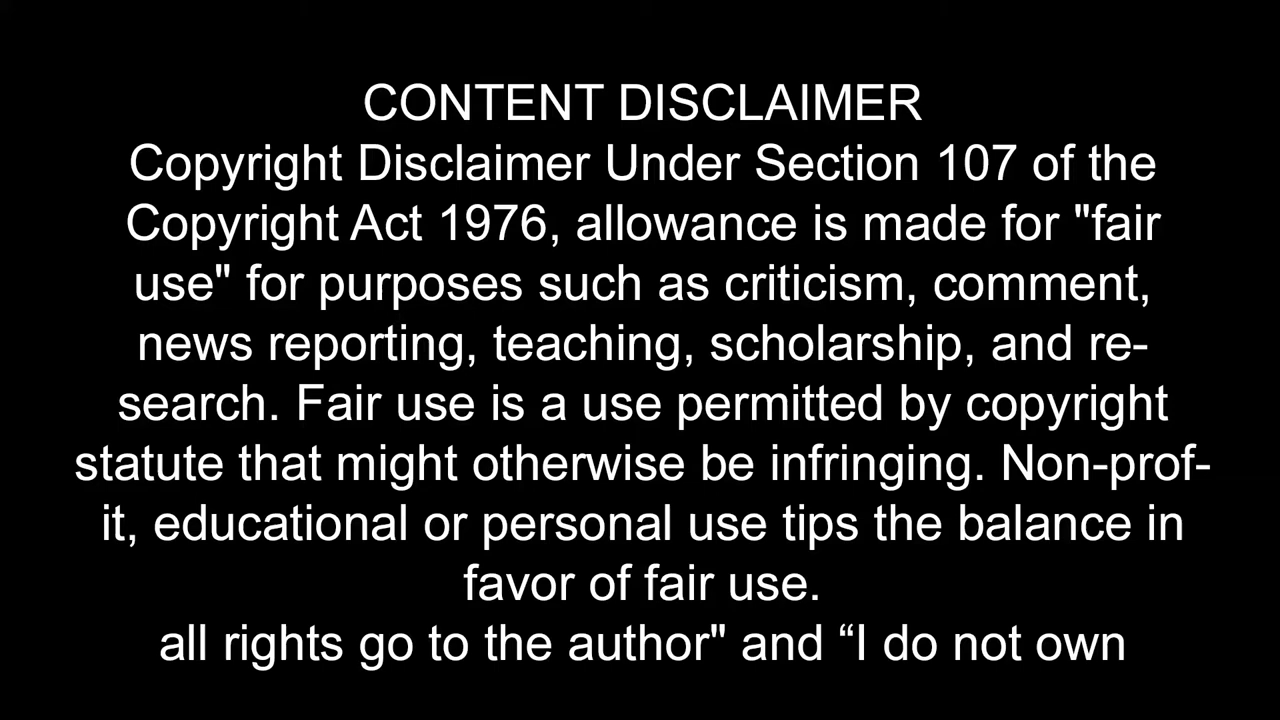 CONTENT DISCLAIMER
Copyright Disclaimer Under Section 107 of the
Copyright Act 1976, allowance is made for "fair
use" for purposes such as criticism, comment,
news reporting, teaching, scholarship, and re-
search. Fair use is a use permitted by copyright
statute that might otherwise be infringing. Non-prof-
it, educational or personal use tips the balance in
favor of fair use.
all rights go to the author" and “I do not own